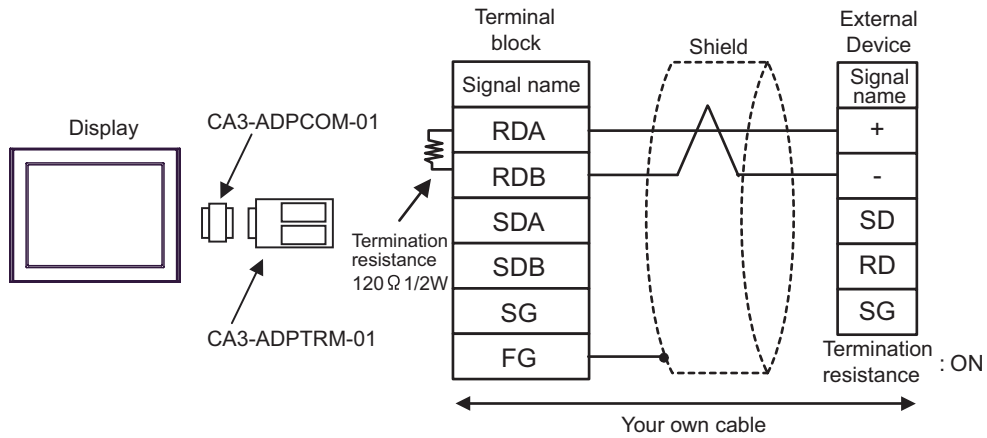 Display
CA3-ADPCOM-01
CA3-ADPTRM-01
Termination
resistance
120Ω 1/2W
Terminal
block
Signal name
RDA
RDB
SDA
SDB
SG
FG
Shield
External
Device
Signal
name
+
-
SD
RD
SG
Termination
resistance : ON
Your own cable